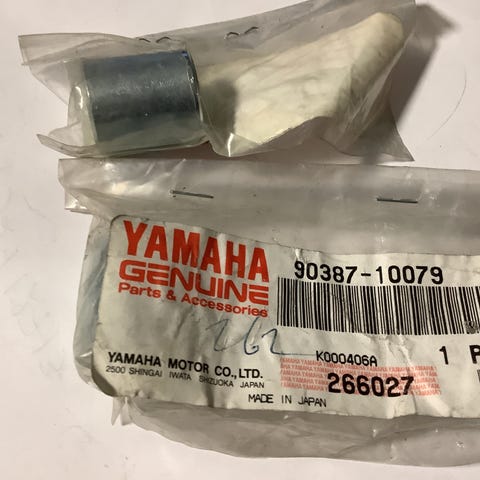 YAMAHA
GENUINE
Parts & Accessories
90387-10079
262
K000406A
1 P
YAMAHA MOTOR CO., LTD.
2500 SHINGAI IWATA SHIZUOKA JAPAN
266027
MADE IN JAPAN